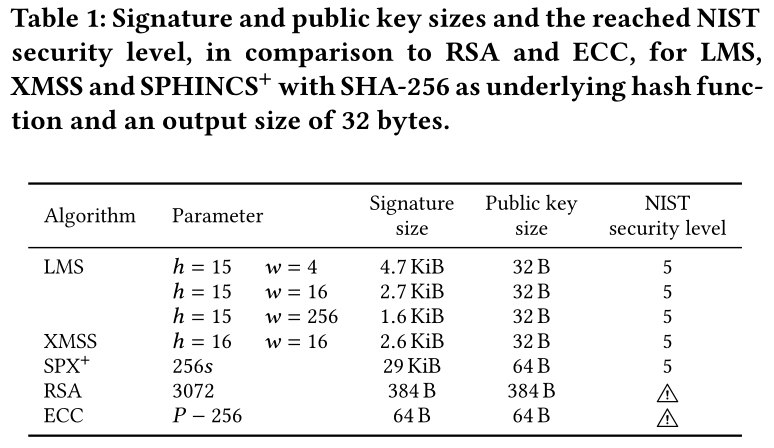 Table 1: Signature and public key sizes and the reached NIST
security level, in comparison to RSA and ECC, for LMS,
XMSS and SPHINCS⁺ with SHA-256 as underlying hash func-
tion and an output size of 32 bytes.
Algorithm Parameter Signature size Public key size NIST security level
LMS h = 15 w = 4 4.7 KiB 32 B 5
h = 15 w = 16 2.7 KiB 32 B 5
h = 15 w = 256 1.6 KiB 32 B 5
XMSS h = 16 w = 16 2.6 KiB 32 B 5
SPX⁺ 256s 29 KiB 64 B 5
RSA 3072 384 B 384 B ⚠
ECC P − 256 64 B 64 B ⚠